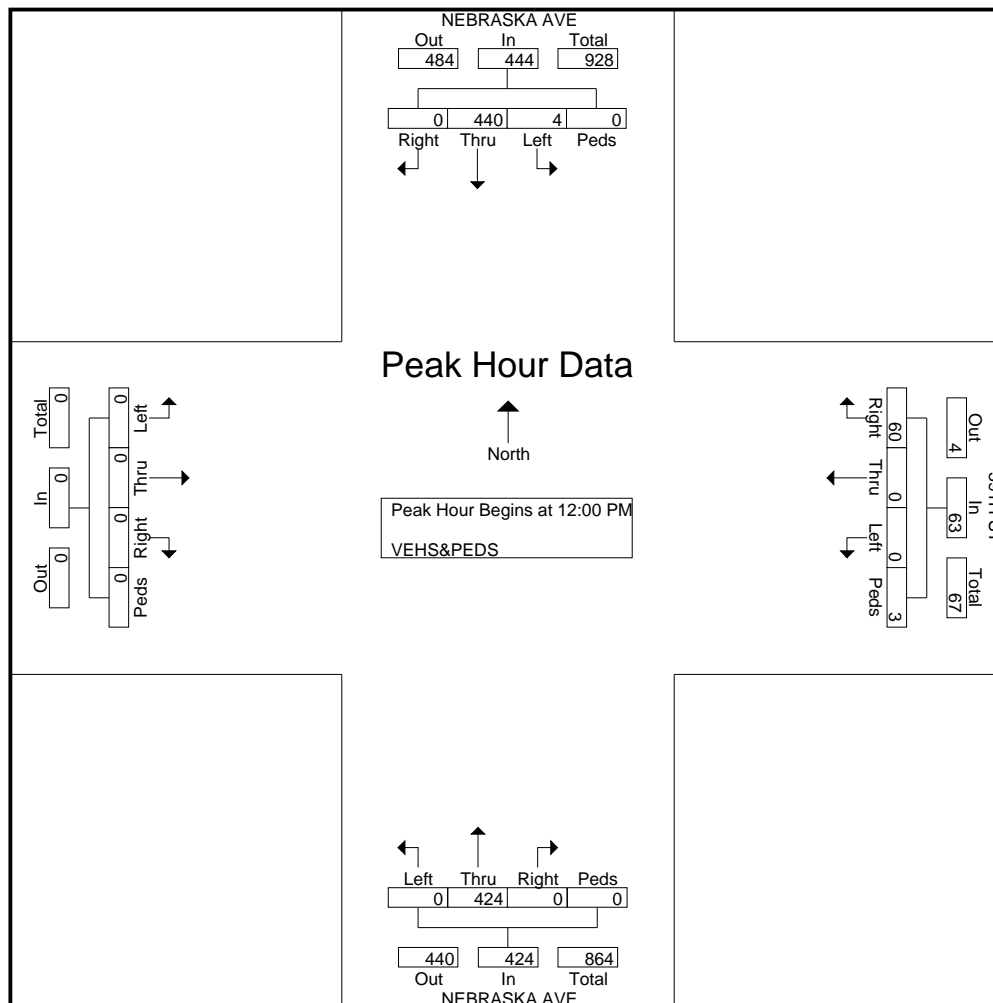 NEBRASKA AVE
Out In Total
484 444 928
0 440 4 0
Right Thru Left Peds
Peak Hour Data
North
Peak Hour Begins at 12:00 PM
VEHS&PEDS
Total In Out
0 0 0
0 0 0 0
Left Thru Right Peds
Out In Total
4 63 67
60 0 0 3
Right Thru Left Peds
Left Thru Right Peds
0 424 0 0
440 424 864
Out In Total
NEBRASKA AVE